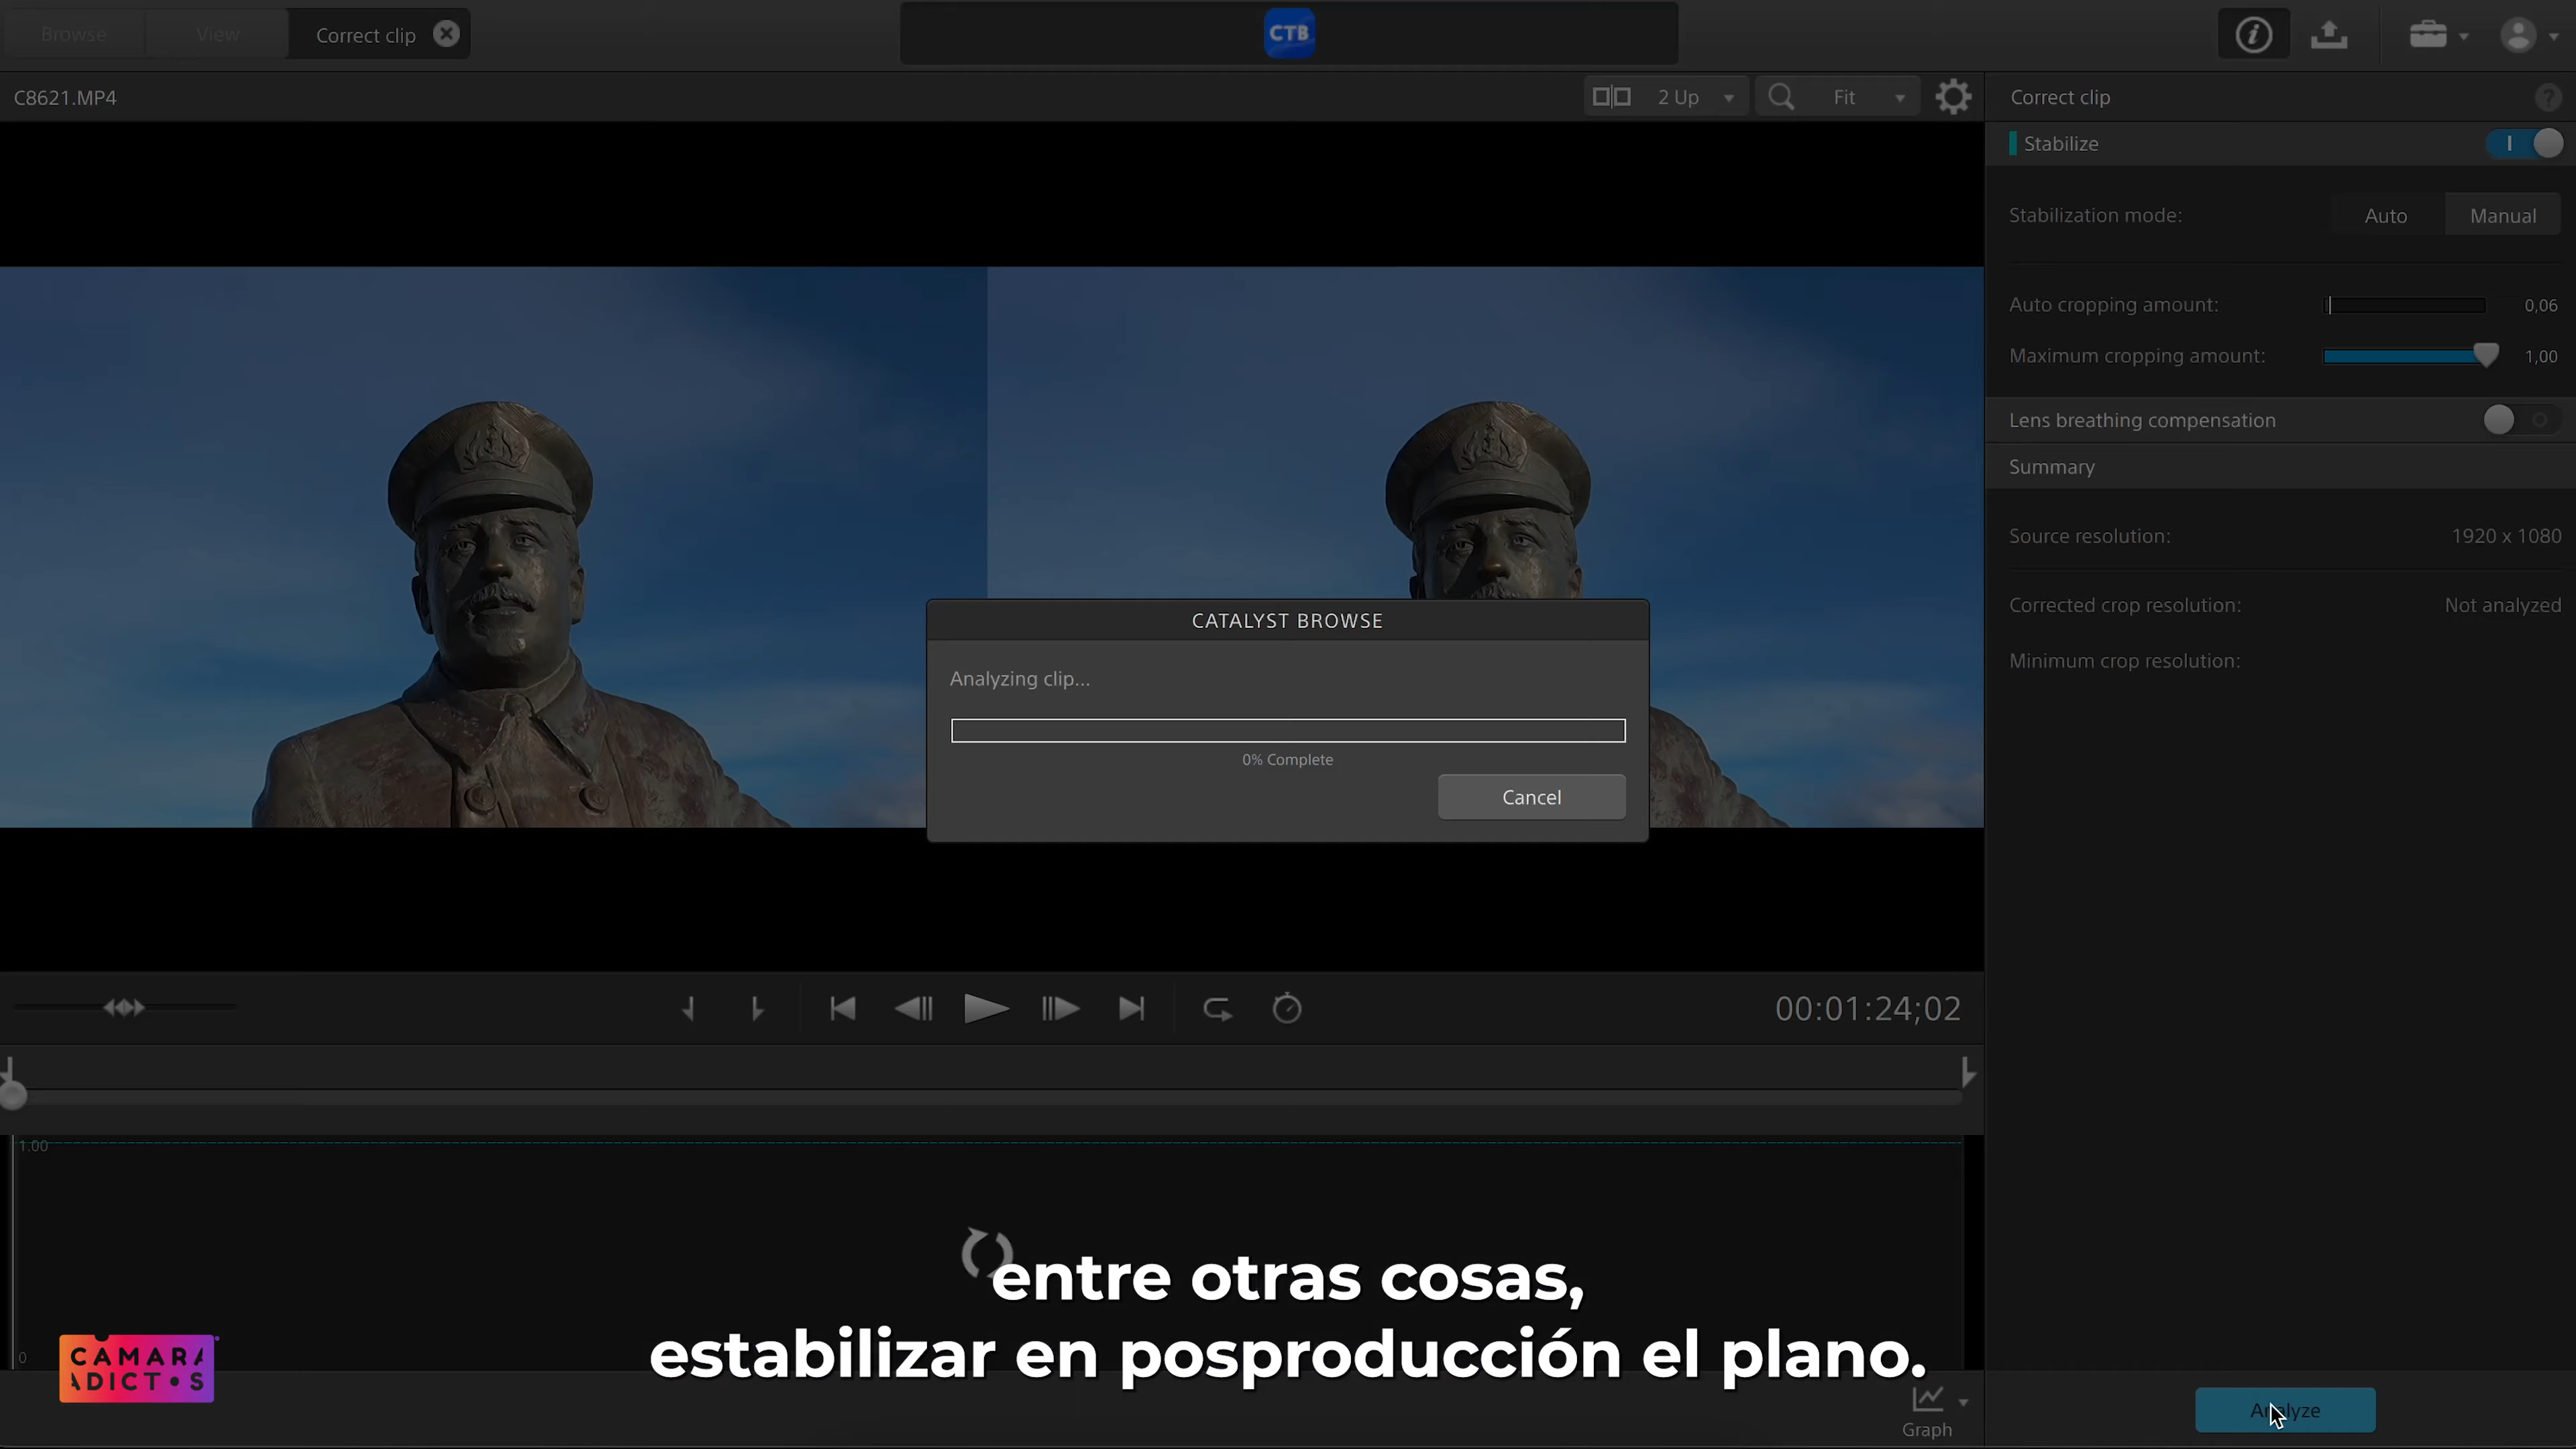 Browse
View
Correct clip
CTB
C8621.MP4
2 Up
Fit
Correct clip
?
Stabilize
Stabilization mode:
Auto
Manual
Auto cropping amount:
0,06
Maximum cropping amount:
1,00
Lens breathing compensation
Summary
Source resolution:
1920 x 1080
Corrected crop resolution:
Not analyzed
Minimum crop resolution:
CATALYST BROWSE
Analyzing clip...
0% Complete
Cancel
00:01:24;02
1.00
0
entre otras cosas,
estabilizar en posproducción el plano.
CAMARA
ADICTOS
Graph
Analyze